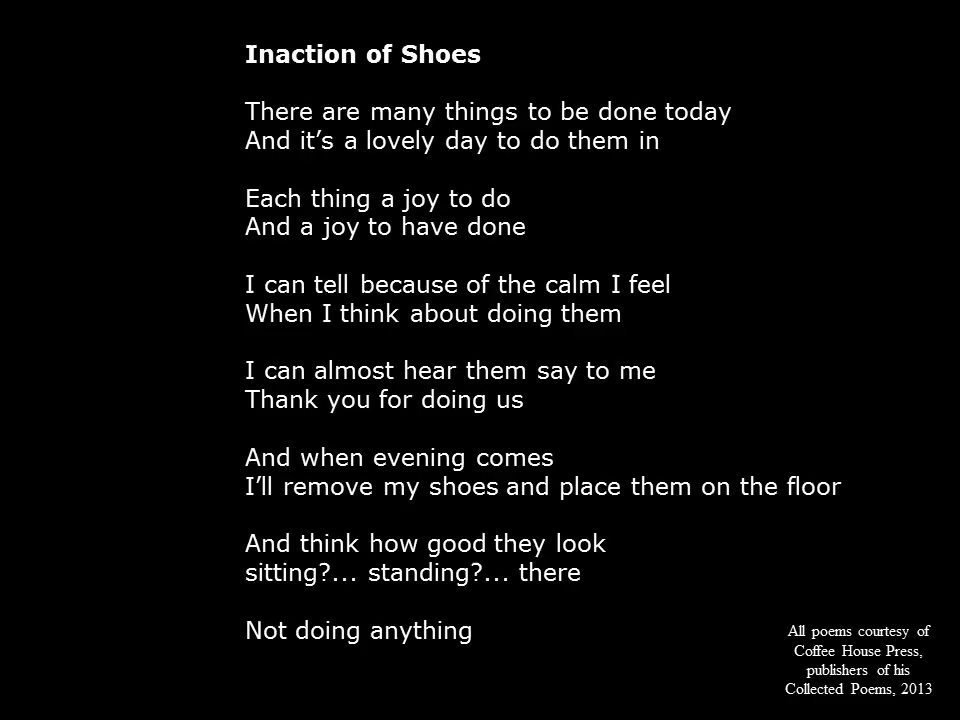 Inaction of Shoes
There are many things to be done today
And it’s a lovely day to do them in
Each thing a joy to do
And a joy to have done
I can tell because of the calm I feel
When I think about doing them
I can almost hear them say to me
Thank you for doing us
And when evening comes
I’ll remove my shoes and place them on the floor
And think how good they look
sitting?... standing?... there
Not doing anything
All poems courtesy of
Coffee House Press,
publishers of his
Collected Poems, 2013